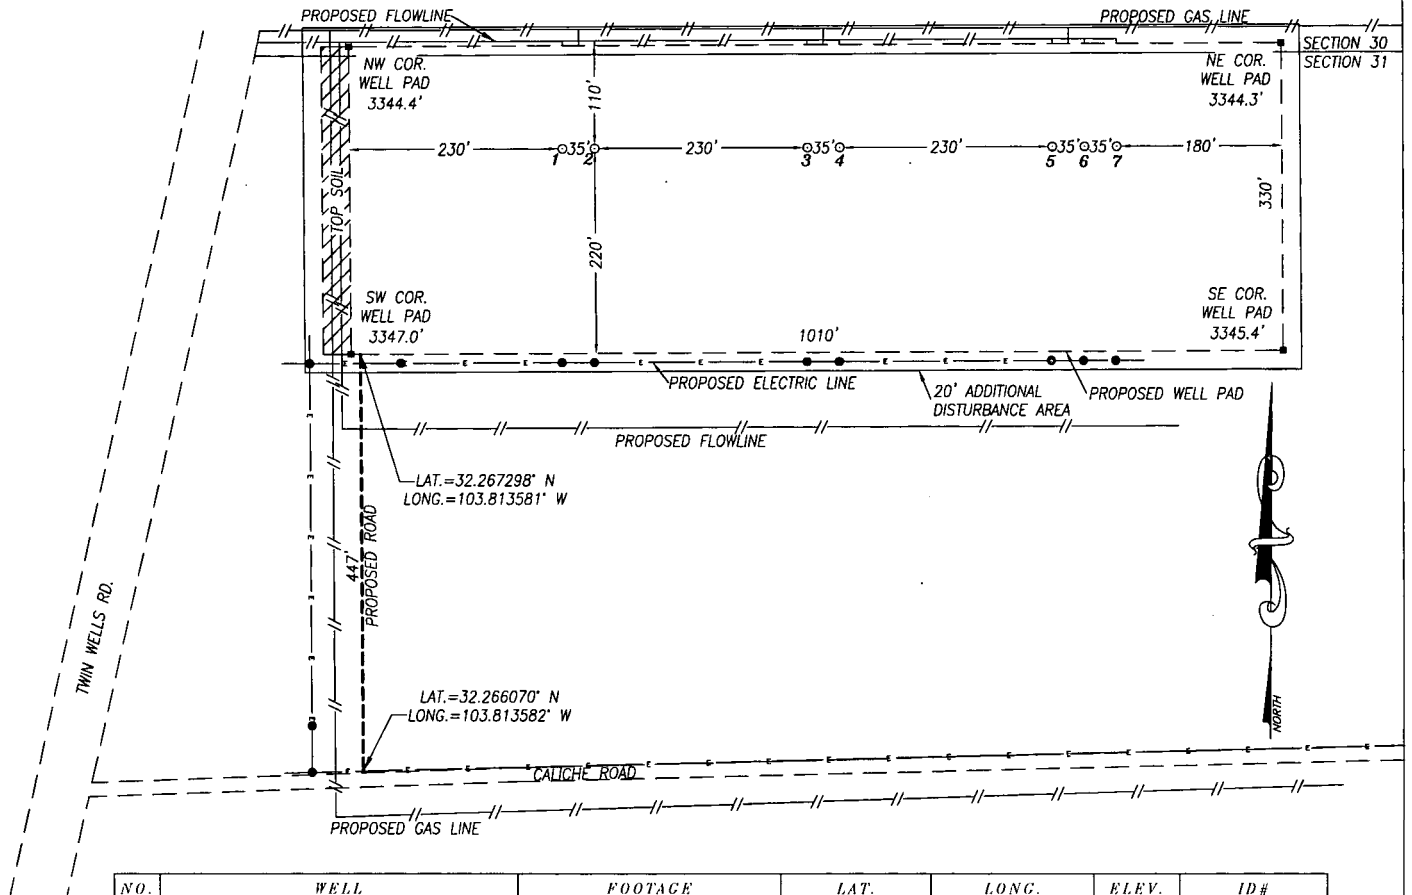 PROPOSED FLOWLINE
PROPOSED GAS LINE
SECTION 30
SECTION 31
NW COR.
WELL PAD
3344.4'
NE COR.
WELL PAD
3344.3'
110'
230'
35'
230'
35'
230'
35'
35'
180'
1
2
3
4
5
6
7
TOP SOIL
330'
220'
SW COR.
WELL PAD
3347.0'
SE COR.
WELL PAD
3345.4'
1010'
E E E E E E E E
PROPOSED ELECTRIC LINE
20' ADDITIONAL
DISTURBANCE AREA
PROPOSED WELL PAD
PROPOSED FLOWLINE
LAT.=32.267298° N
LONG.=103.813581° W
447'
PROPOSED ROAD
TWIN WELLS RD.
LAT.=32.266070° N
LONG.=103.813582° W
NORTH
CALICHE ROAD
PROPOSED GAS LINE
NO. WELL FOOTAGE LAT. LONG. ELEV. ID#